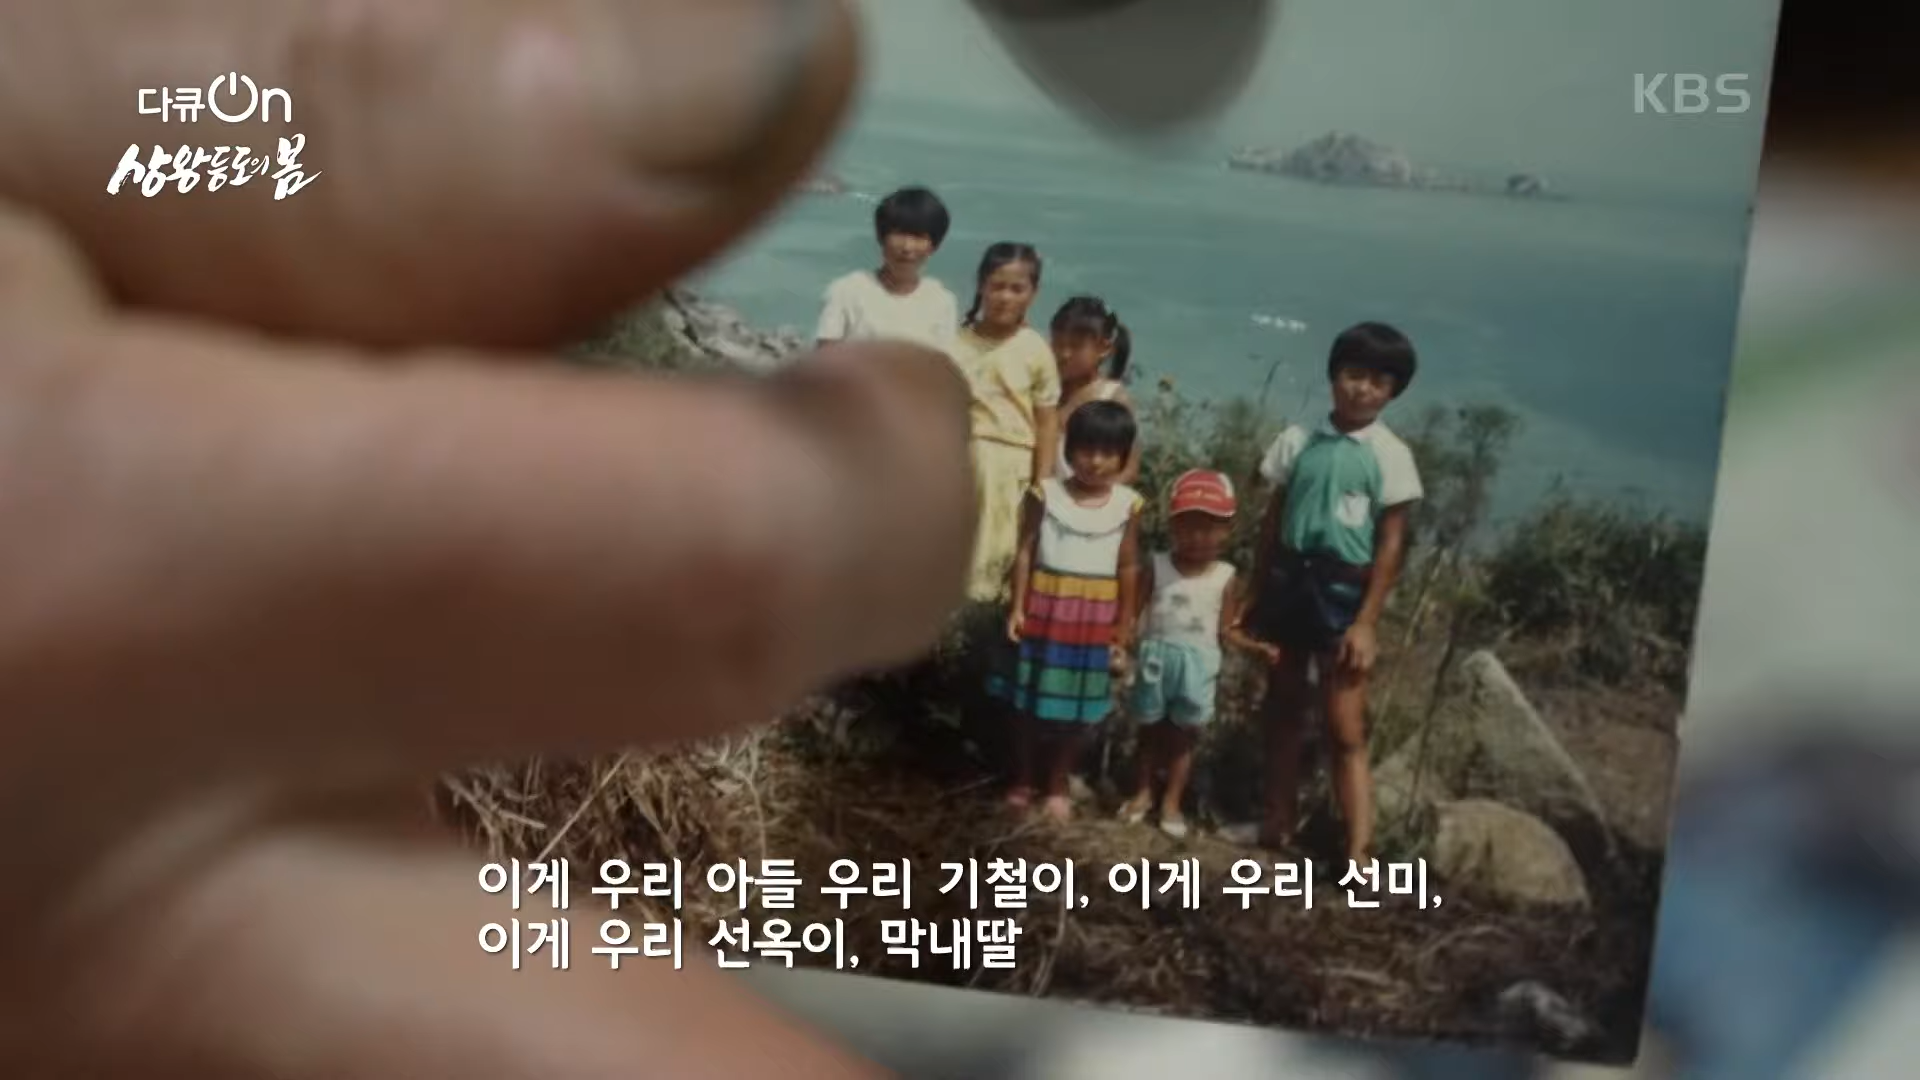 다큐On
상왕등도의 봄
KBS
이게 우리 아들 우리 기철이, 이게 우리 선미,
이게 우리 선옥이, 막내딸